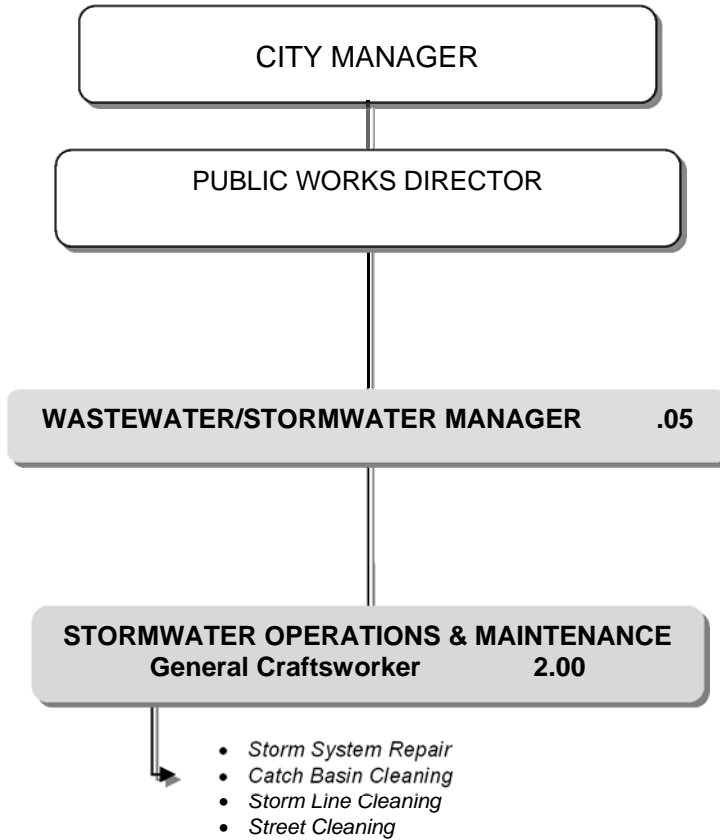 CITY MANAGER
PUBLIC WORKS DIRECTOR
WASTEWATER/STORMWATER MANAGER .05
STORMWATER OPERATIONS & MAINTENANCE
General Craftsworker 2.00
• Storm System Repair
• Catch Basin Cleaning
• Storm Line Cleaning
• Street Cleaning